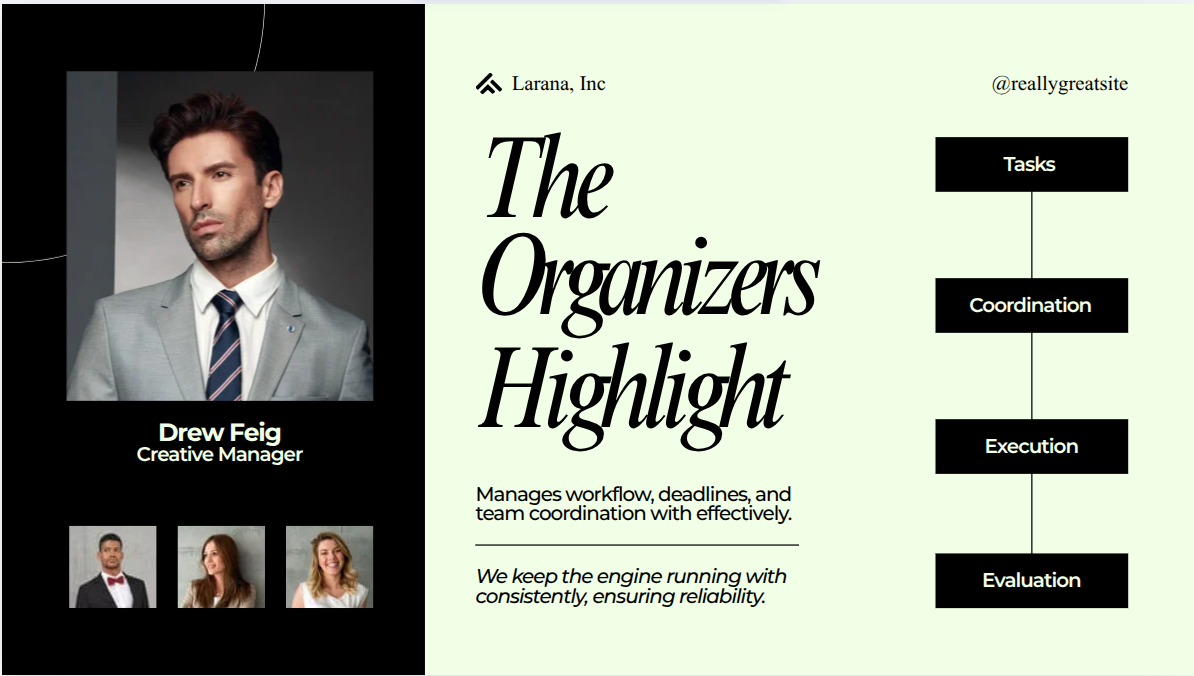 Larana, Inc
@reallygreatsite
The
Organizers
Highlight
Manages workflow, deadlines, and
team coordination with effectively.
We keep the engine running with
consistently, ensuring reliability.
Drew Feig
Creative Manager
Tasks
Coordination
Execution
Evaluation